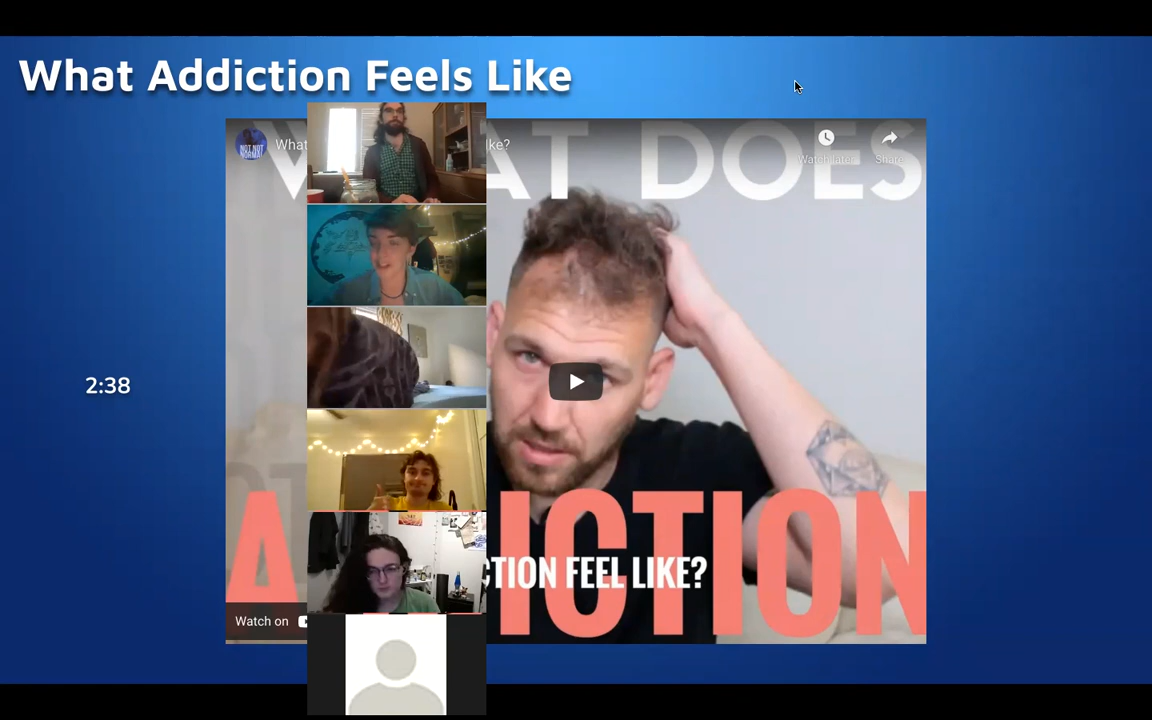 What Addiction Feels Like
NOT NOT
NORMAL
What
ke?
Watch later
Share
AT DOES
2:38
A
ICTION
CTION FEEL LIKE?
Watch on